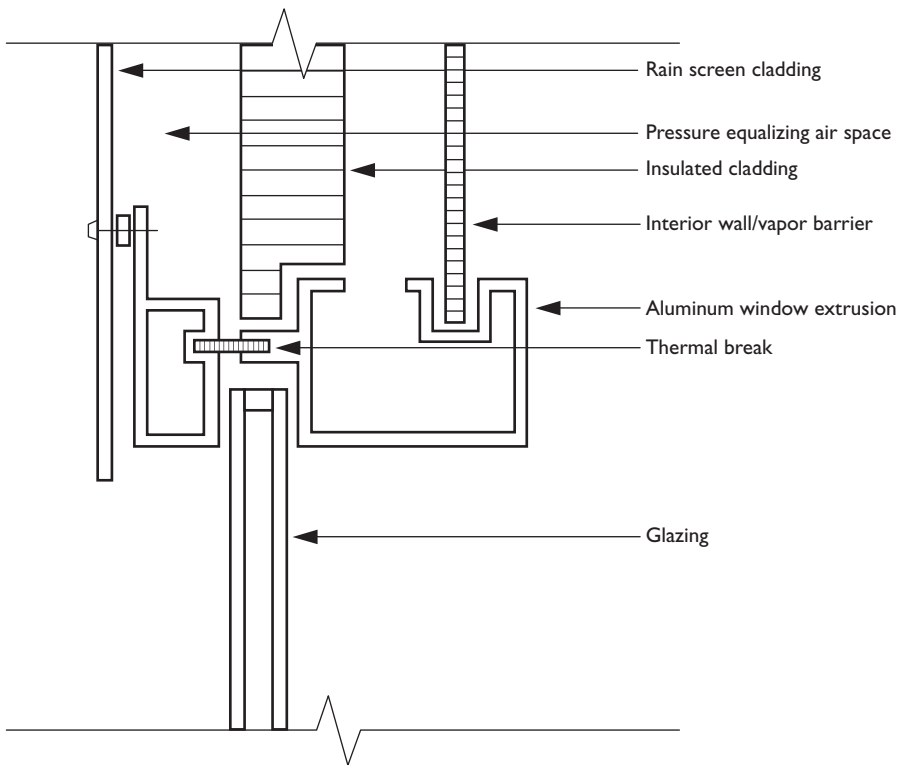 Rain screen cladding
Pressure equalizing air space
Insulated cladding
Interior wall/vapor barrier
Aluminum window extrusion
Thermal break
Glazing